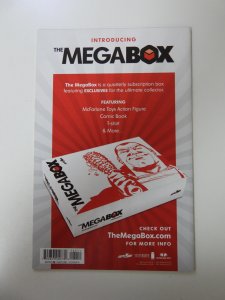 INTRODUCING
THE MEGABOX
The MegaBox is a quarterly subscription box
featuring EXCLUSIVES for the ultimate collector.
FEATURING
McFarlane Toys Action Figure
Comic Book
T-shirt
& More
THE MEGABOX
CHECK OUT
TheMegaBox.com
FOR MORE INFO